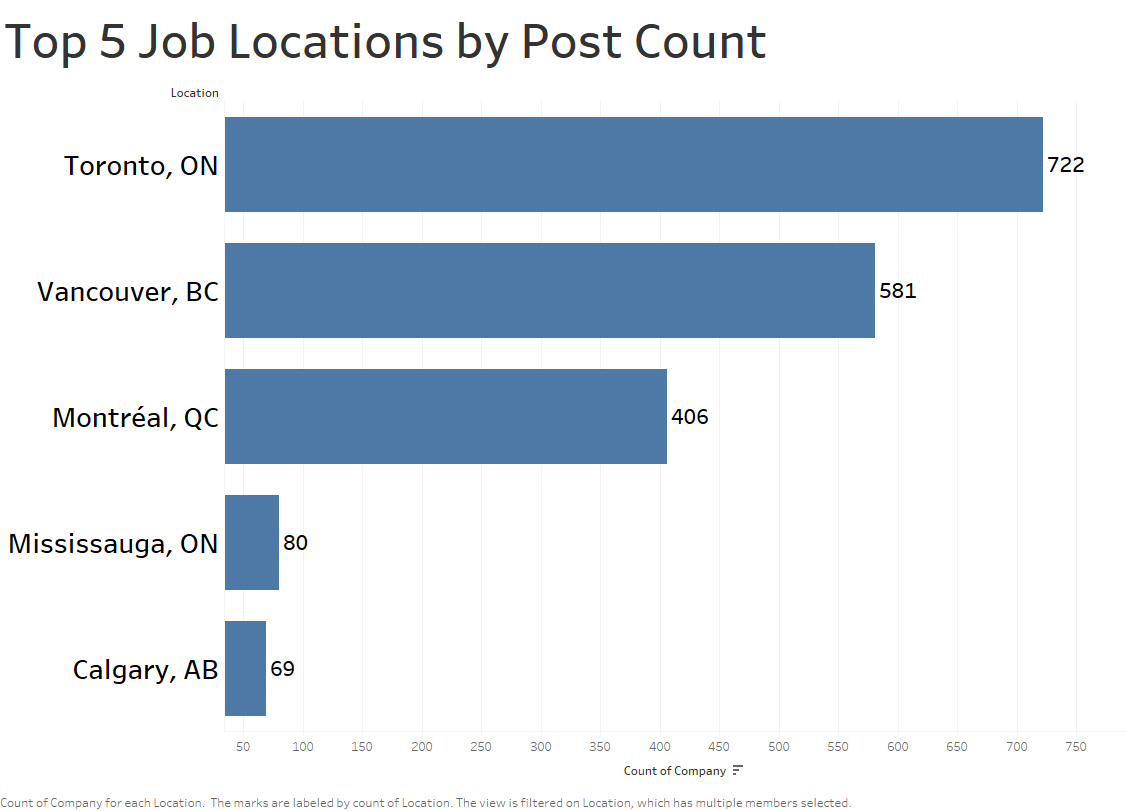 Top 5 Job Locations by Post Count
Location
Toronto, ON 722
Vancouver, BC 581
Montréal, QC 406
Mississauga, ON 80
Calgary, AB 69
50 100 150 200 250 300 350 400 450 500 550 600 650 700 750
Count of Company
Count of Company for each Location. The marks are labeled by count of Location. The view is filtered on Location, which has multiple members selected.